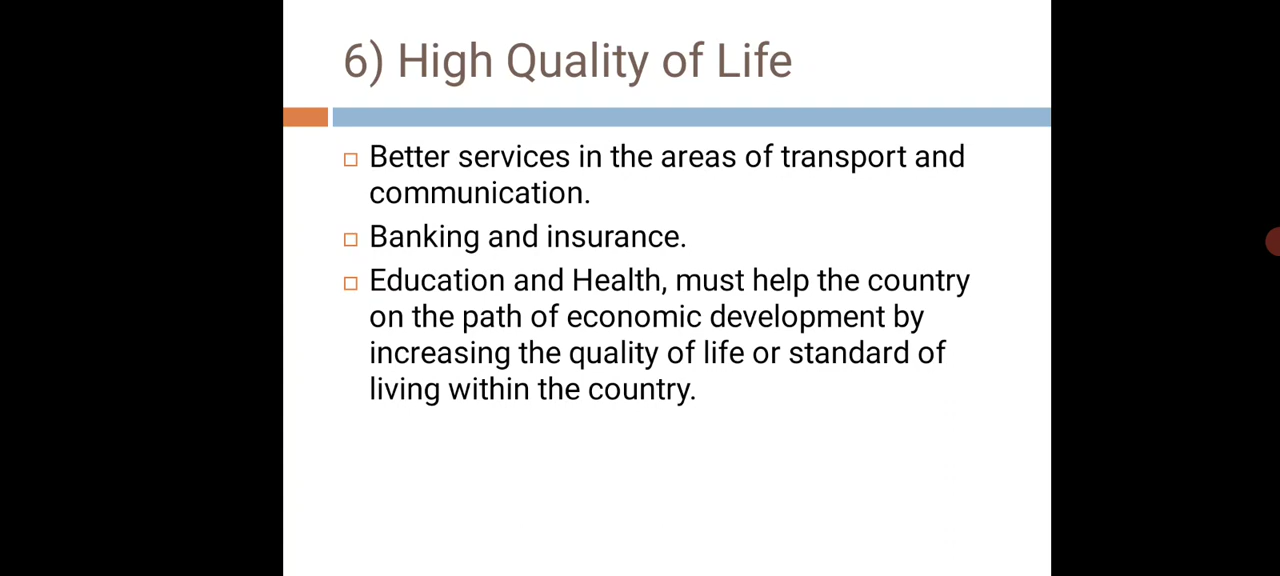 6) High Quality of Life
Better services in the areas of transport and
communication.
Banking and insurance.
Education and Health, must help the country
on the path of economic development by
increasing the quality of life or standard of
living within the country.